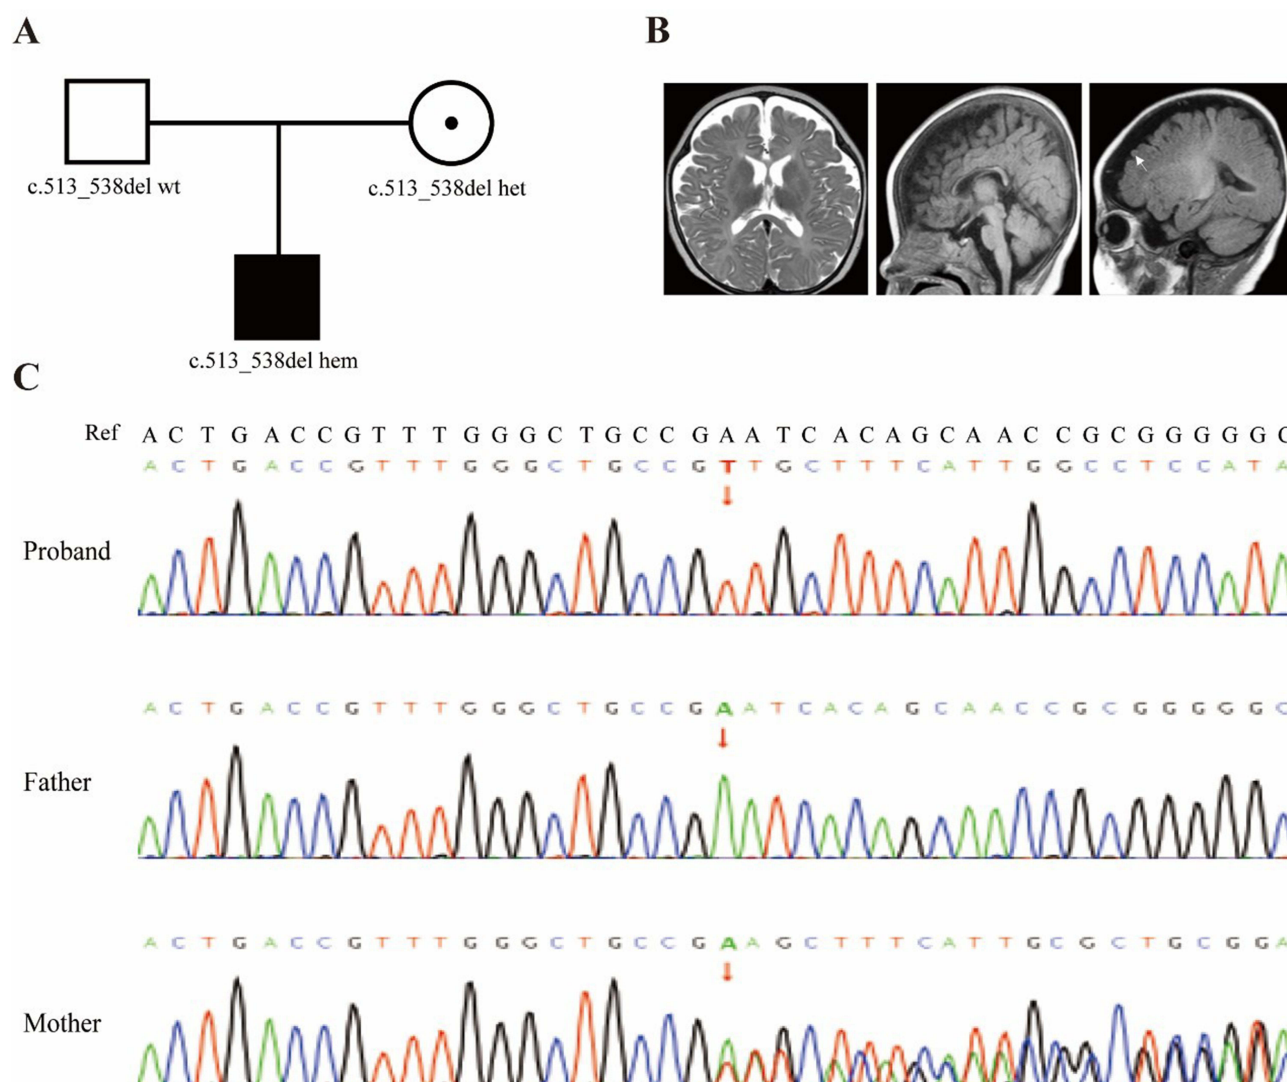 A
B
c.513_538del wt
c.513_538del het
c.513_538del hem
C
Ref A C T G A C C G T T T G G G C T G C C G A A T C A C A G C A A C C G C G G G G G C
A C T G A C C G T T T G G G C T G C C G T T G C T T T C A T T G G C C T C C A T A
Proband
A C T G A C C G T T T G G G C T G C C G A A T C A C A G C A A C C G C G G G G G C
Father
A C T G A C C G T T T G G G C T G C C G A A G C T T T C A T T G C G C T G C G G A
Mother